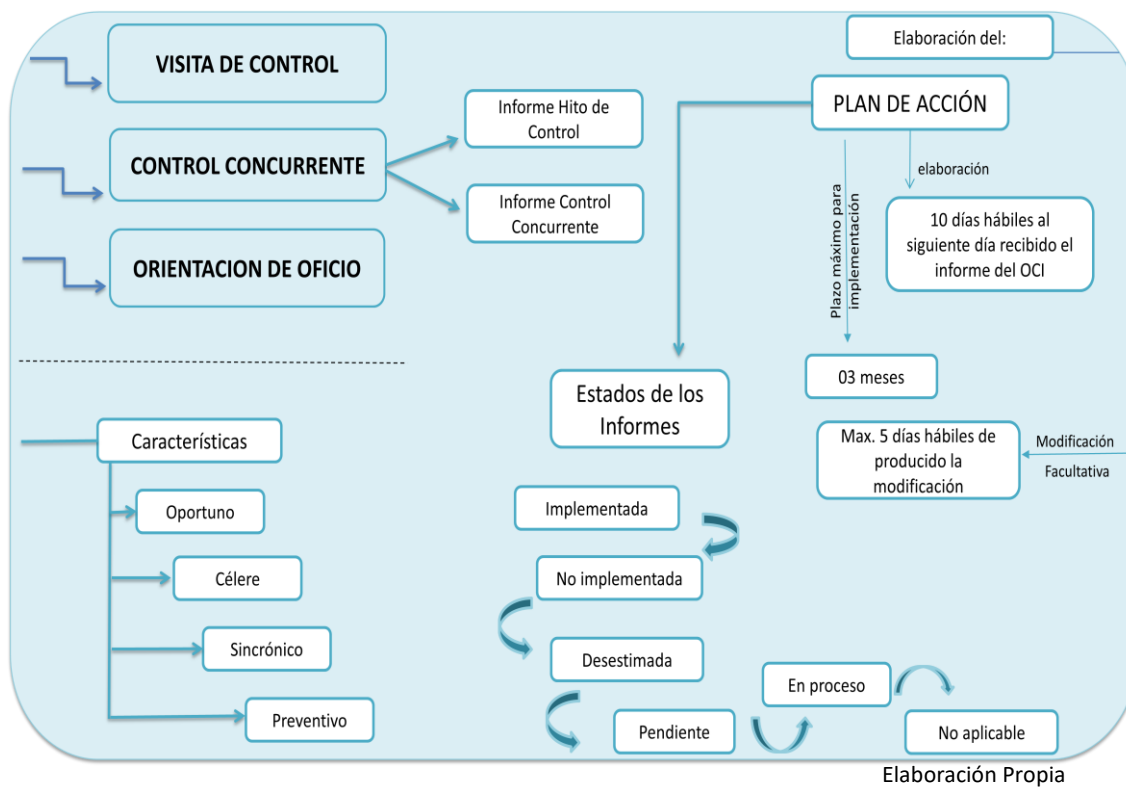 VISITA DE CONTROL
CONTROL CONCURRENTE
ORIENTACION DE OFICIO
Informe Hito de
Control
Informe Control
Concurrente
Elaboración del:
PLAN DE ACCIÓN
elaboración
10 días hábiles al
siguiente día recibido el
informe del OCI
Plazo máximo para
implementación
03 meses
Max. 5 días hábiles de
producido la
modificación
Modificación
Facultativa
Estados de los
Informes
Implementada
No implementada
Desestimada
Pendiente
En proceso
No aplicable
Característícas
Oportuno
Célere
Sincrónico
Preventivo
Elaboración Propia